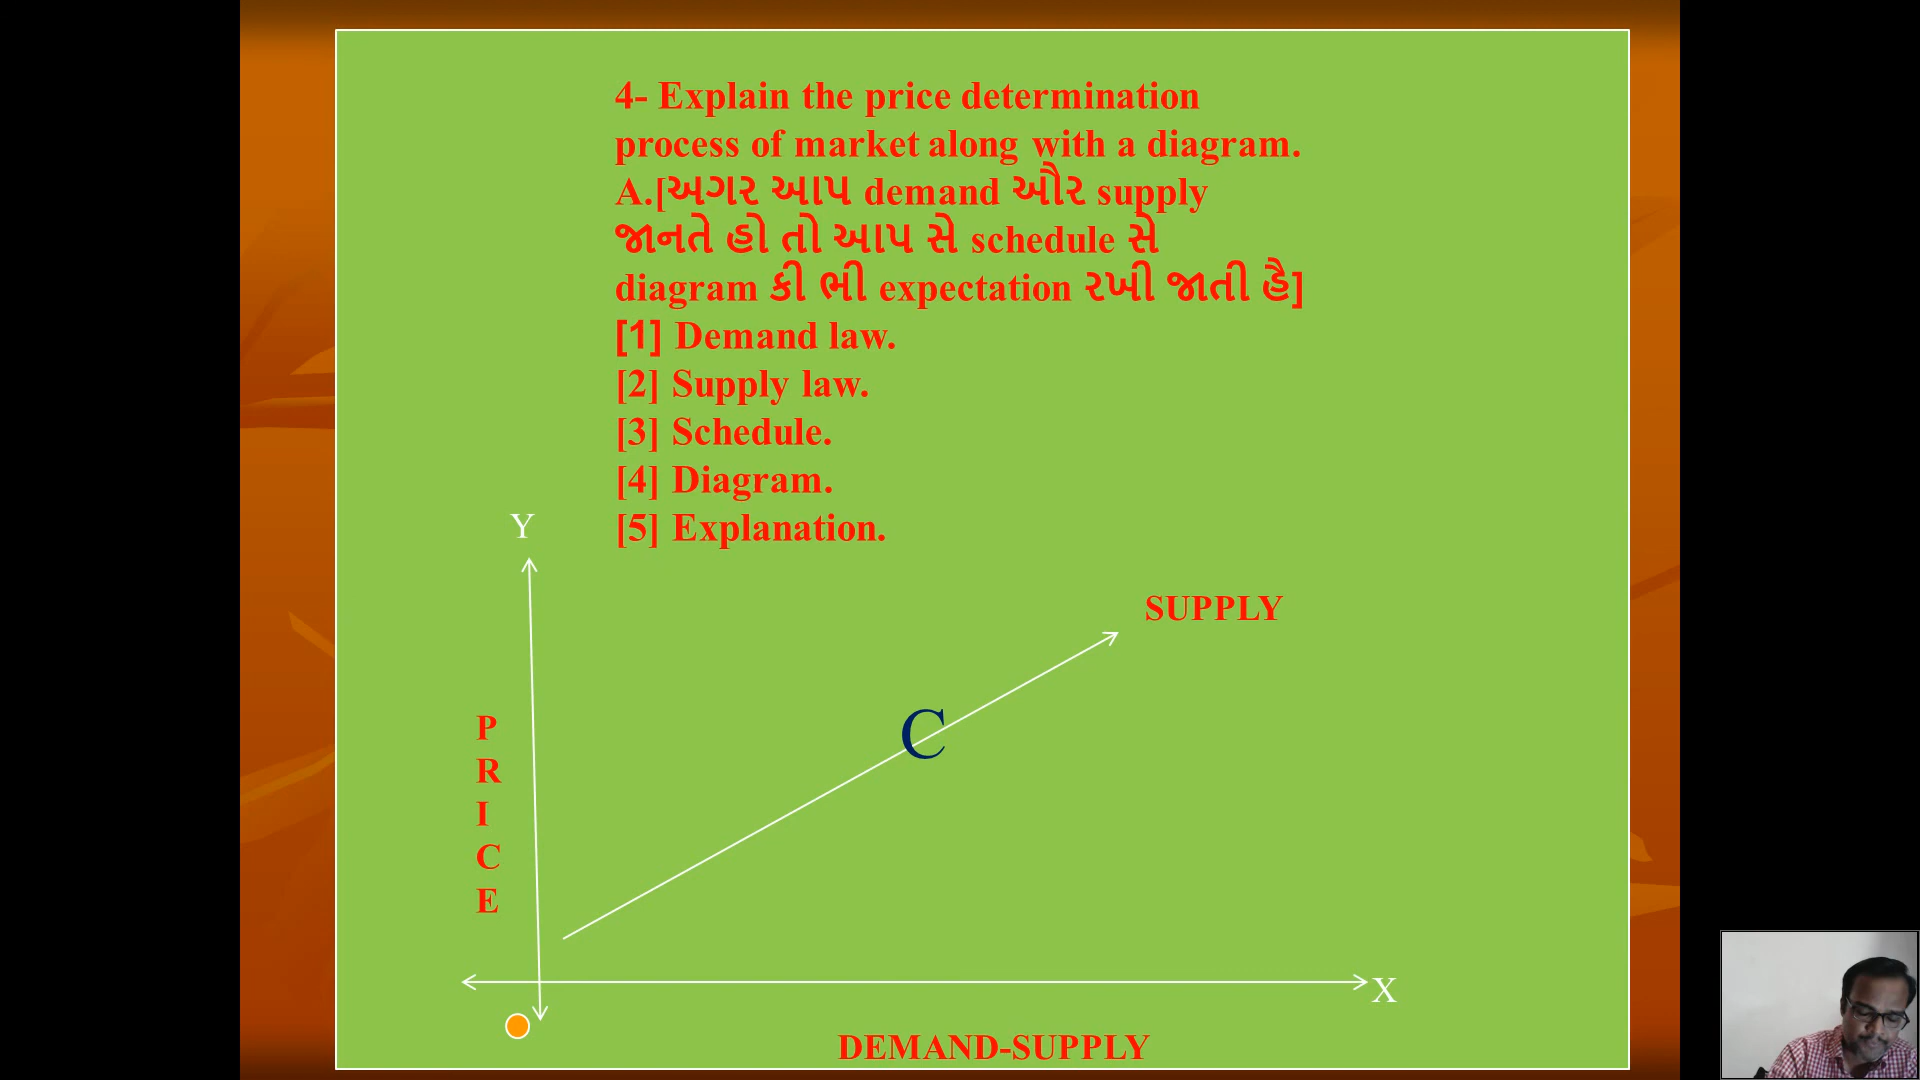 4- Explain the price determination
process of market along with a diagram.
A.[અગર આપ demand ઔર supply
જાનતે હો તો આપ સે schedule સે
diagram કી ભી expectation રખી જાતી હૈ]
[1] Demand law.
[2] Supply law.
[3] Schedule.
[4] Diagram.
[5] Explanation.
Y
SUPPLY
C
PRICE
X
DEMAND-SUPPLY